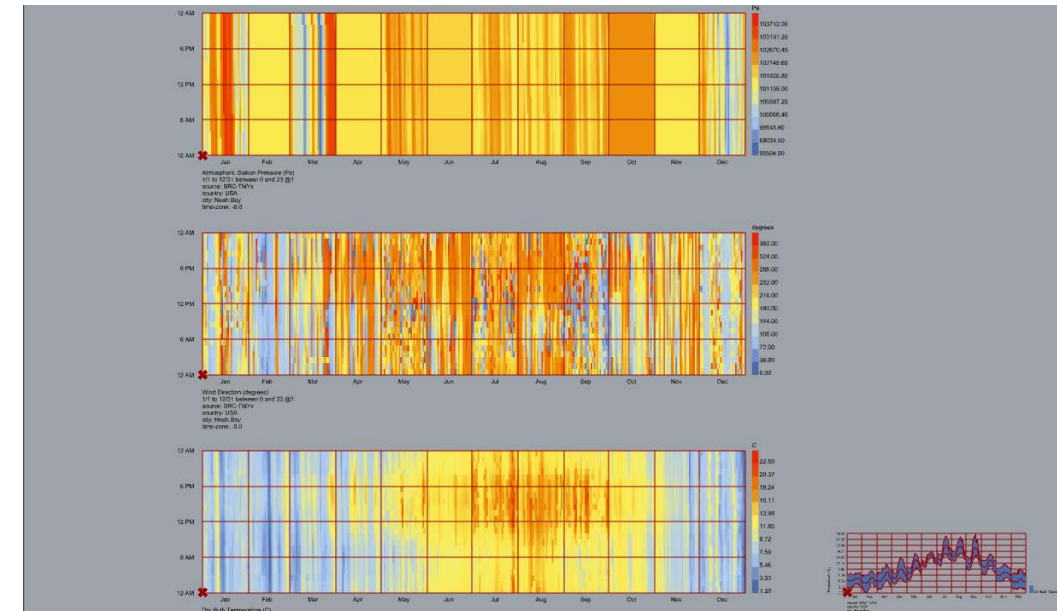 Pa
12 AM
6 PM
12 PM
6 AM
12 AM
103712.00
103191.20
102670.40
102149.60
101628.80
101108.00
100587.20
100066.40
99545.60
99024.80
98504.00
Jan Feb Mar Apr May Jun Jul Aug Sep Oct Nov Dec
Atmospheric Station Pressure (Pa)
1/1 to 12/31 between 0 and 23 @1
source: SRC-TMYx
country: USA
city: Neah Bay
time-zone: -8.0
degrees
12 AM
6 PM
12 PM
6 AM
12 AM
360.00
324.00
288.00
252.00
216.00
180.00
144.00
108.00
72.00
36.00
0.00
Jan Feb Mar Apr May Jun Jul Aug Sep Oct Nov Dec
Wind Direction (degrees)
1/1 to 12/31 between 0 and 23 @1
source: SRC-TMYx
country: USA
city: Neah Bay
time-zone: -8.0
C
12 AM
6 PM
12 PM
6 AM
12 AM
22.50
20.37
18.24
16.11
13.98
11.85
9.72
7.59
5.46
3.33
1.20
Jan Feb Mar Apr May Jun Jul Aug Sep Oct Nov Dec
Dry Bulb Temperature (C)